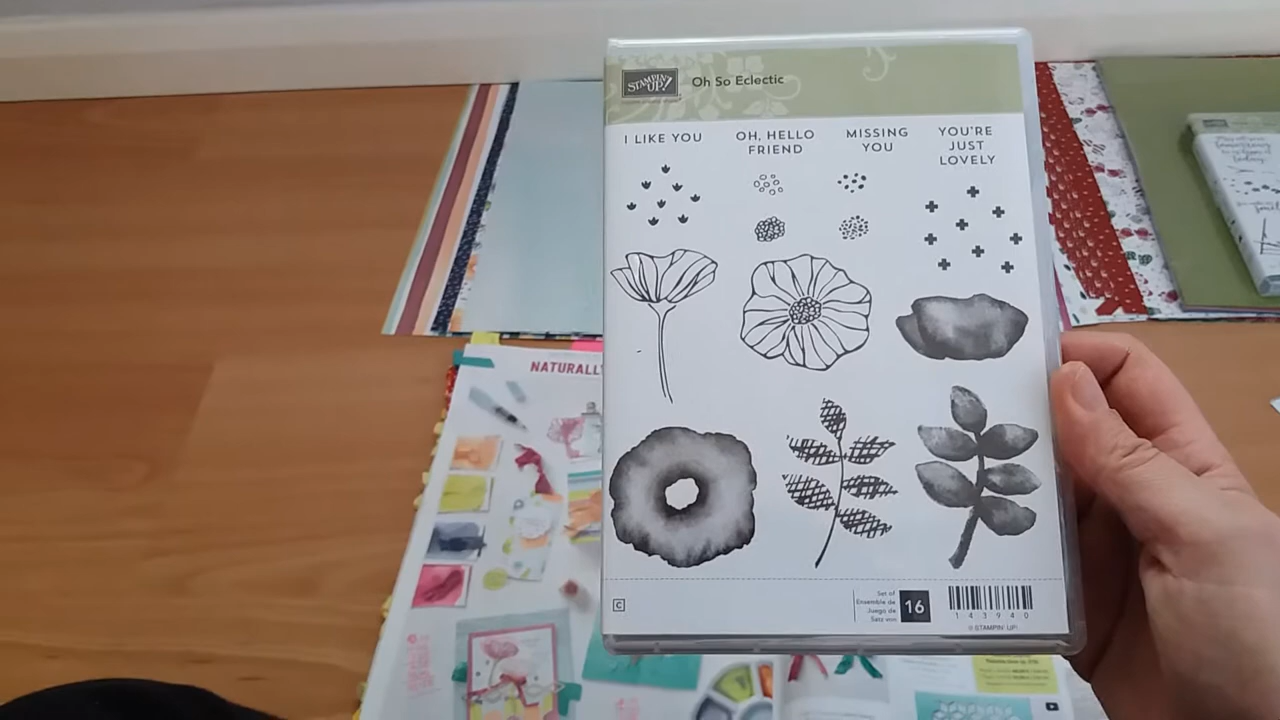 STAMPIN' UP!
Oh So Eclectic
I LIKE YOU
OH, HELLO
FRIEND
MISSING
YOU
YOU'RE
JUST
LOVELY
NATURALLY
C
Set of
Ensemble de
Juego de
Satz von
16
143940
© STAMPIN' UP!